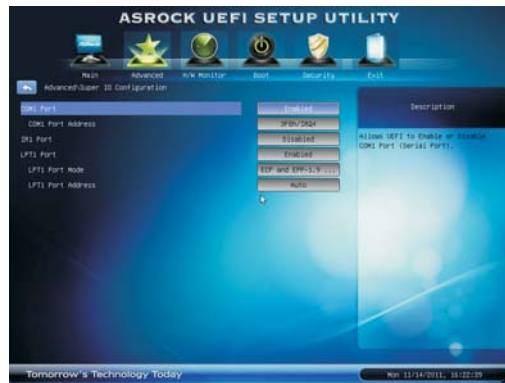 ASROCK UEFI SETUP UTILITY
Main Advanced H/W Monitor Boot Security Exit
Advanced\Super IO Configuration
COM1 Port Enabled
COM1 Port Address 3F8h/IRQ4
IR1 Port Disabled
LPT1 Port Enabled
LPT1 Port Mode ECP and EPP-1.9 ...
LPT1 Port Address Auto
Description
Allows UEFI to Enable or Disable
COM1 Port (Serial Port).
Tomorrow's Technology Today
Mon 11/14/2011, 16:22:29